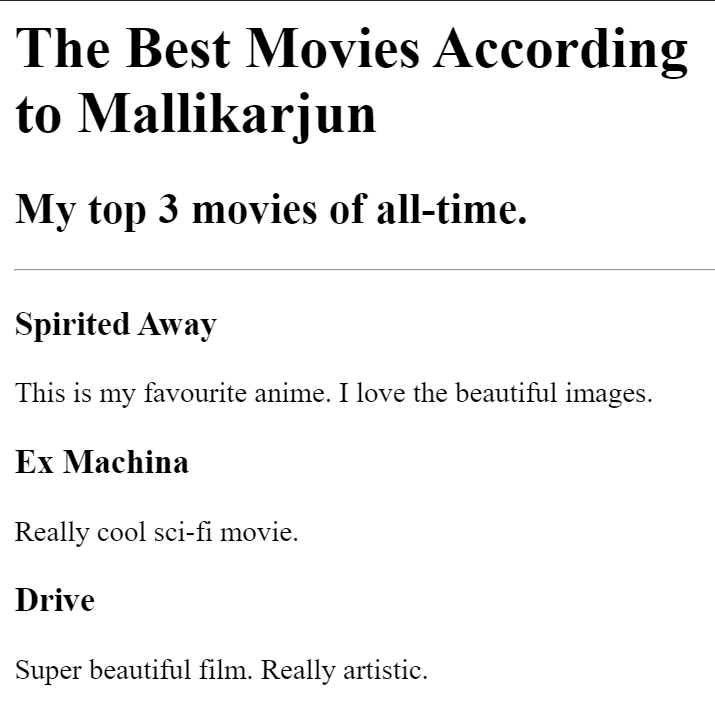 The Best Movies According
to Mallikarjun
My top 3 movies of all-time.
Spirited Away
This is my favourite anime. I love the beautiful images.
Ex Machina
Really cool sci-fi movie.
Drive
Super beautiful film. Really artistic.